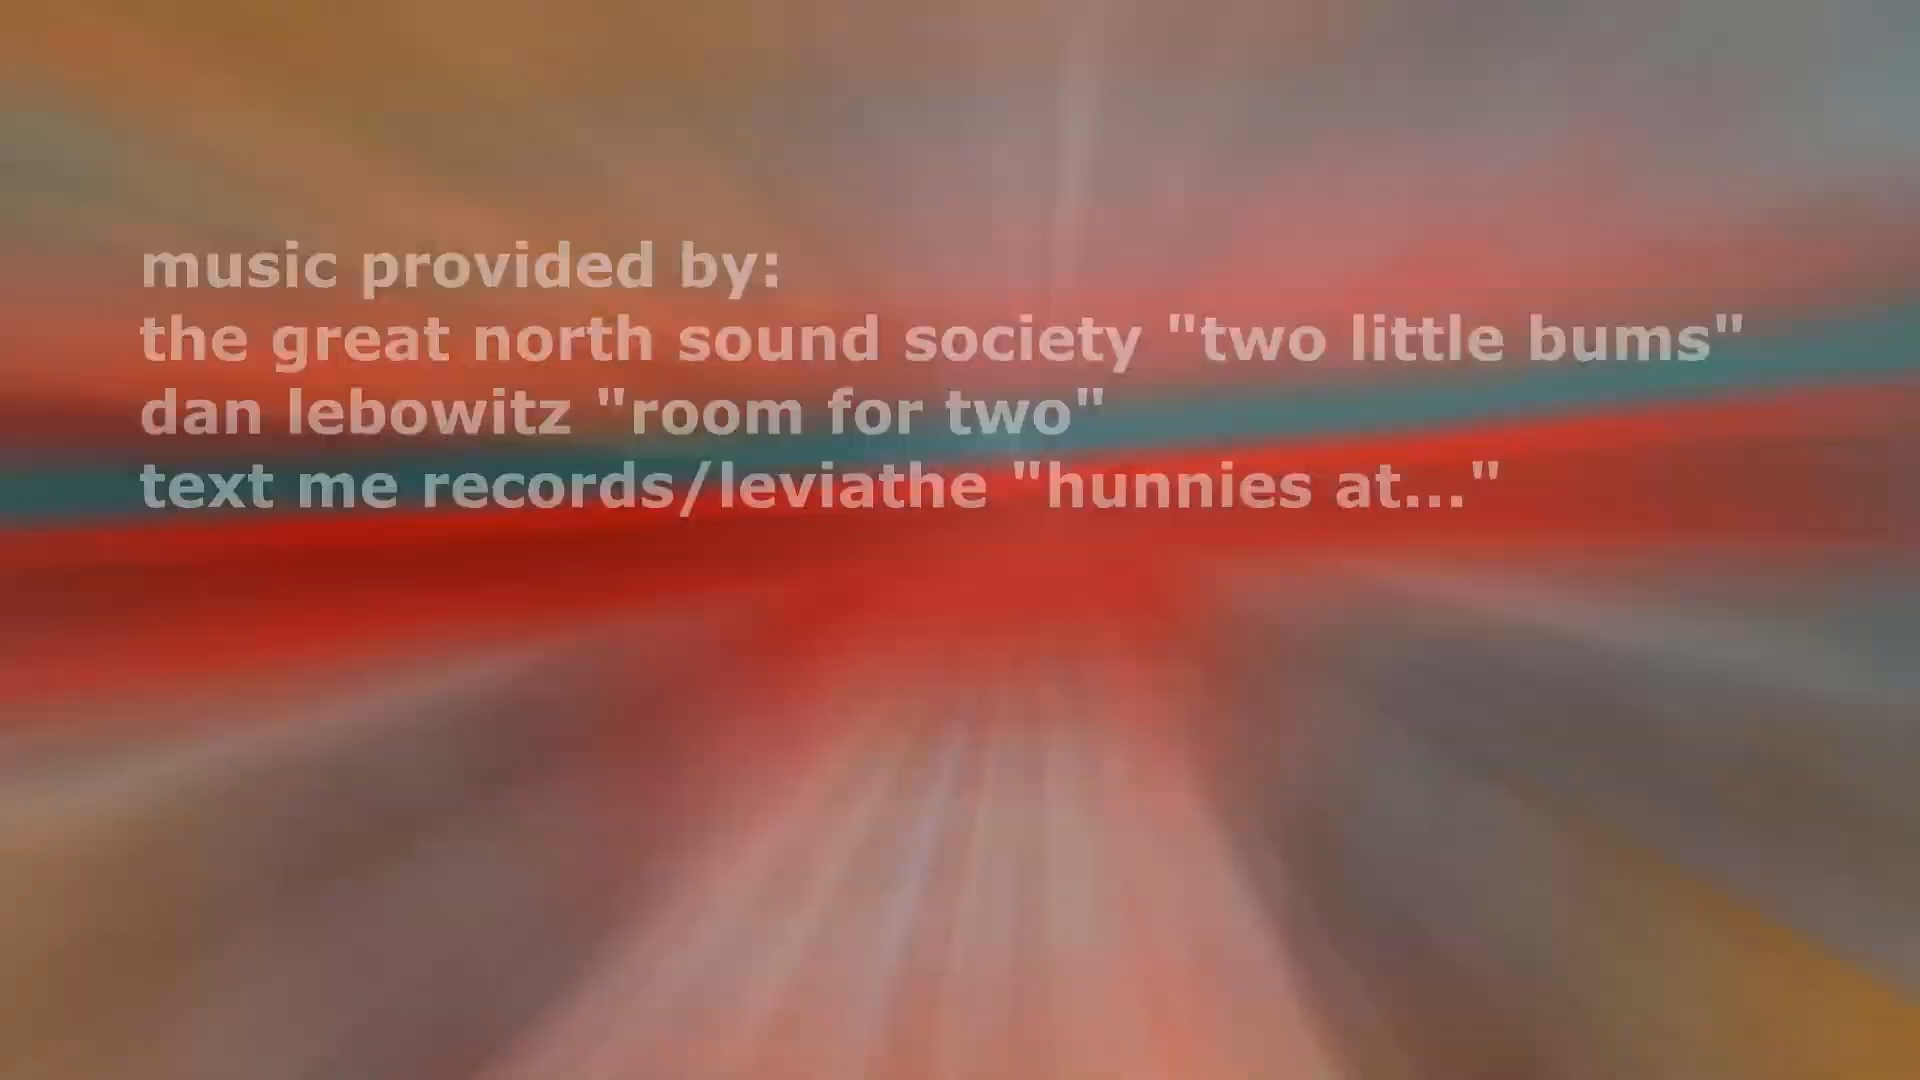 music provided by:
the great north sound society "two little bums"
dan lebowitz "room for two"
text me records/leviathe "hunnies at..."